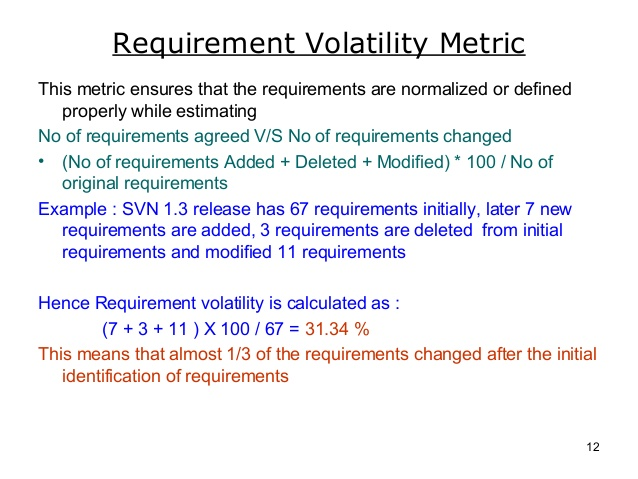 Requirement Volatility Metric
This metric ensures that the requirements are normalized or defined
properly while estimating
No of requirements agreed V/S No of requirements changed
• (No of requirements Added + Deleted + Modified) * 100 / No of
original requirements
Example : SVN 1.3 release has 67 requirements initially, later 7 new
requirements are added, 3 requirements are deleted from initial
requirements and modified 11 requirements
Hence Requirement volatility is calculated as :
(7 + 3 + 11 ) X 100 / 67 = 31.34 %
This means that almost 1/3 of the requirements changed after the initial
identification of requirements
12